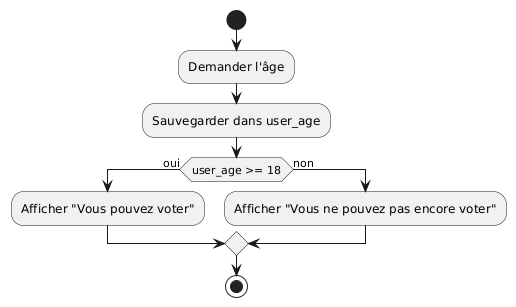 Demander l'âge
Sauvegarder dans user_age
oui
user_age >= 18
non
Afficher "Vous pouvez voter"
Afficher "Vous ne pouvez pas encore voter"